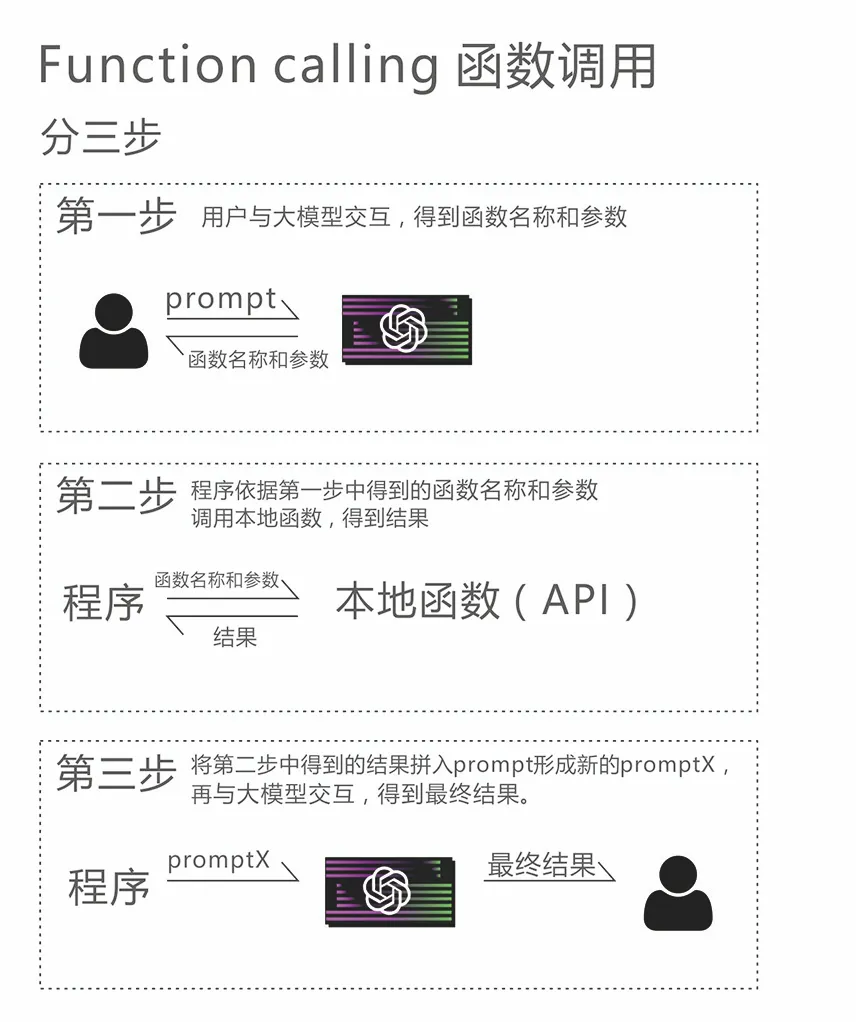 Function calling 函数调用
分三步
第一步 用户与大模型交互，得到函数名称和参数
prompt
函数名称和参数
第二步 程序依据第一步中得到的函数名称和参数
调用本地函数，得到结果
函数名称和参数
程序 本地函数（API）
结果
第三步 将第二步中得到的结果拼入prompt形成新的promptX，
再与大模型交互，得到最终结果。
promptX 最终结果
程序